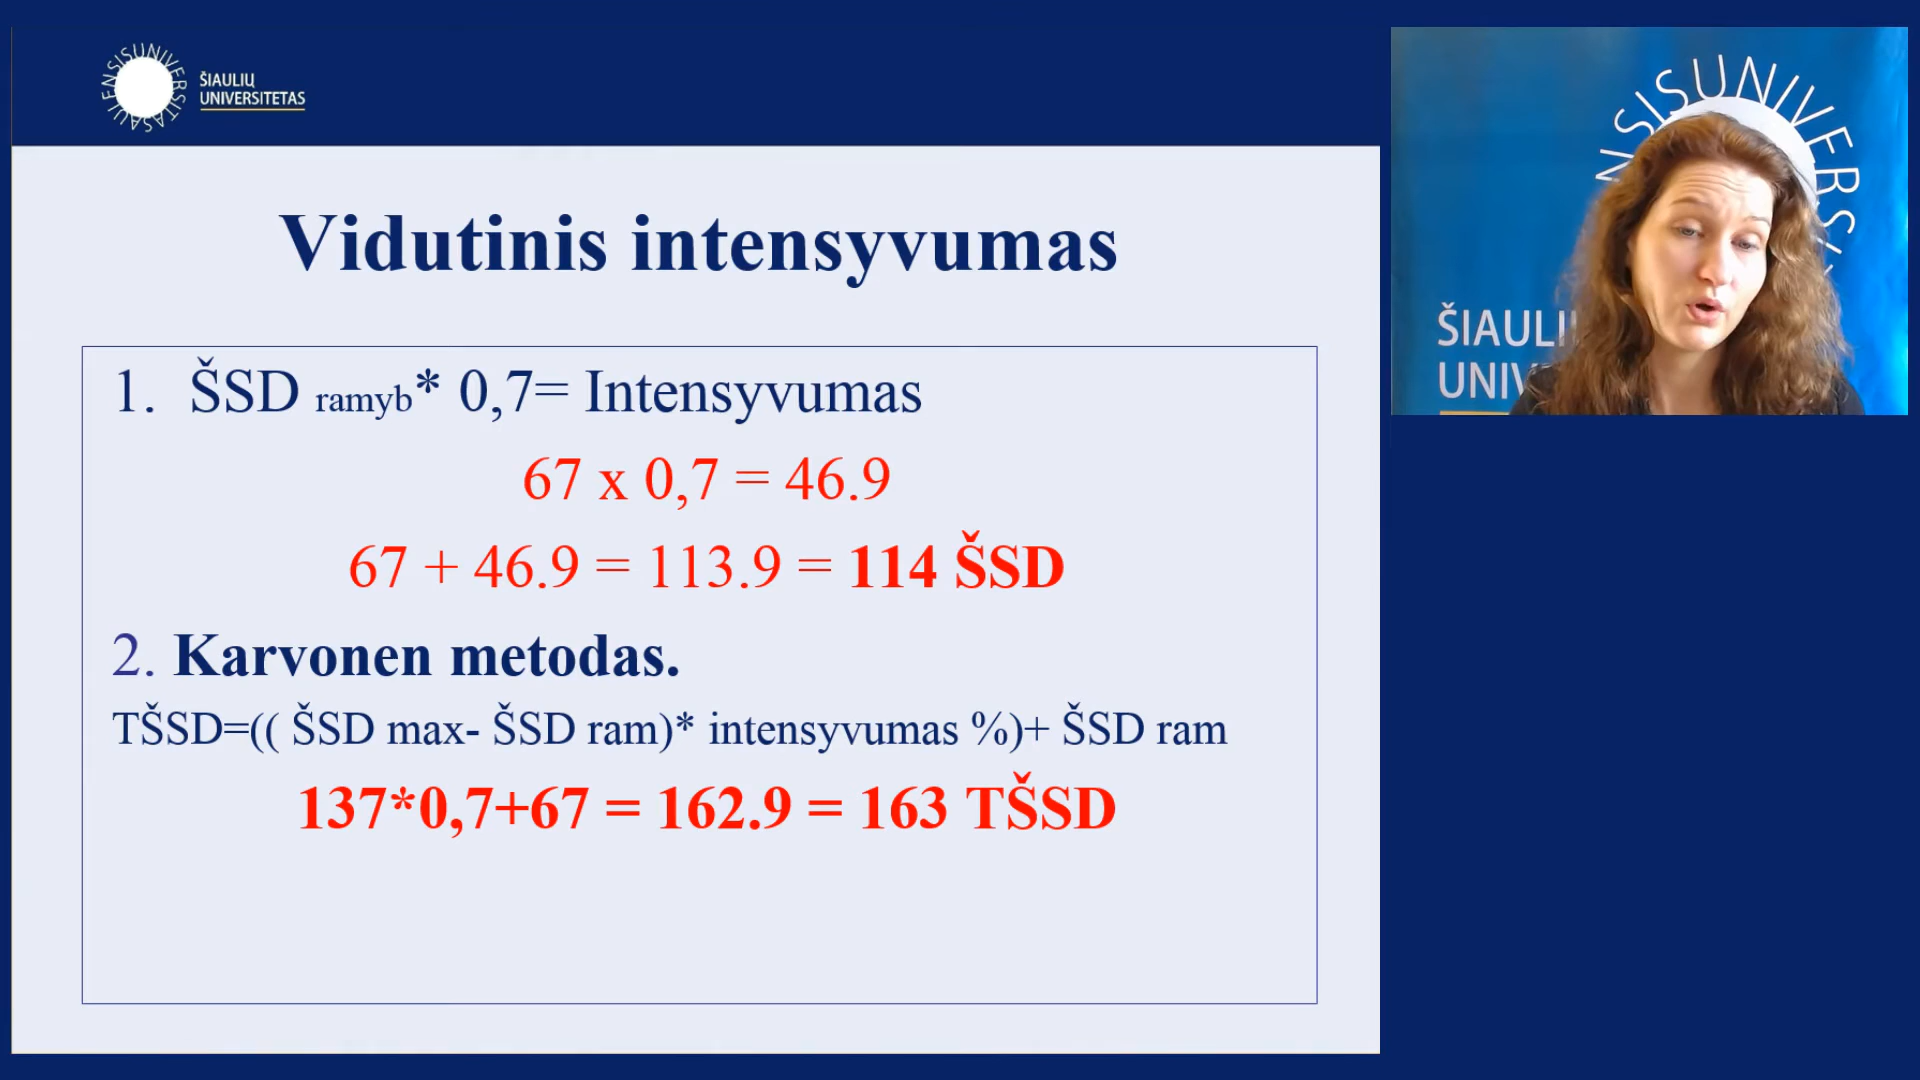 ŠIAULIŲ
UNIVERSITETAS
Vidutinis intensyvumas
1. ŠSD ramyb* 0,7= Intensyvumas
67 x 0,7 = 46.9
67 + 46.9 = 113.9 = 114 ŠSD
2. Karvonen metodas.
TŠSD=(( ŠSD max- ŠSD ram)* intensyvumas %)+ ŠSD ram
137*0,7+67 = 162.9 = 163 TŠSD